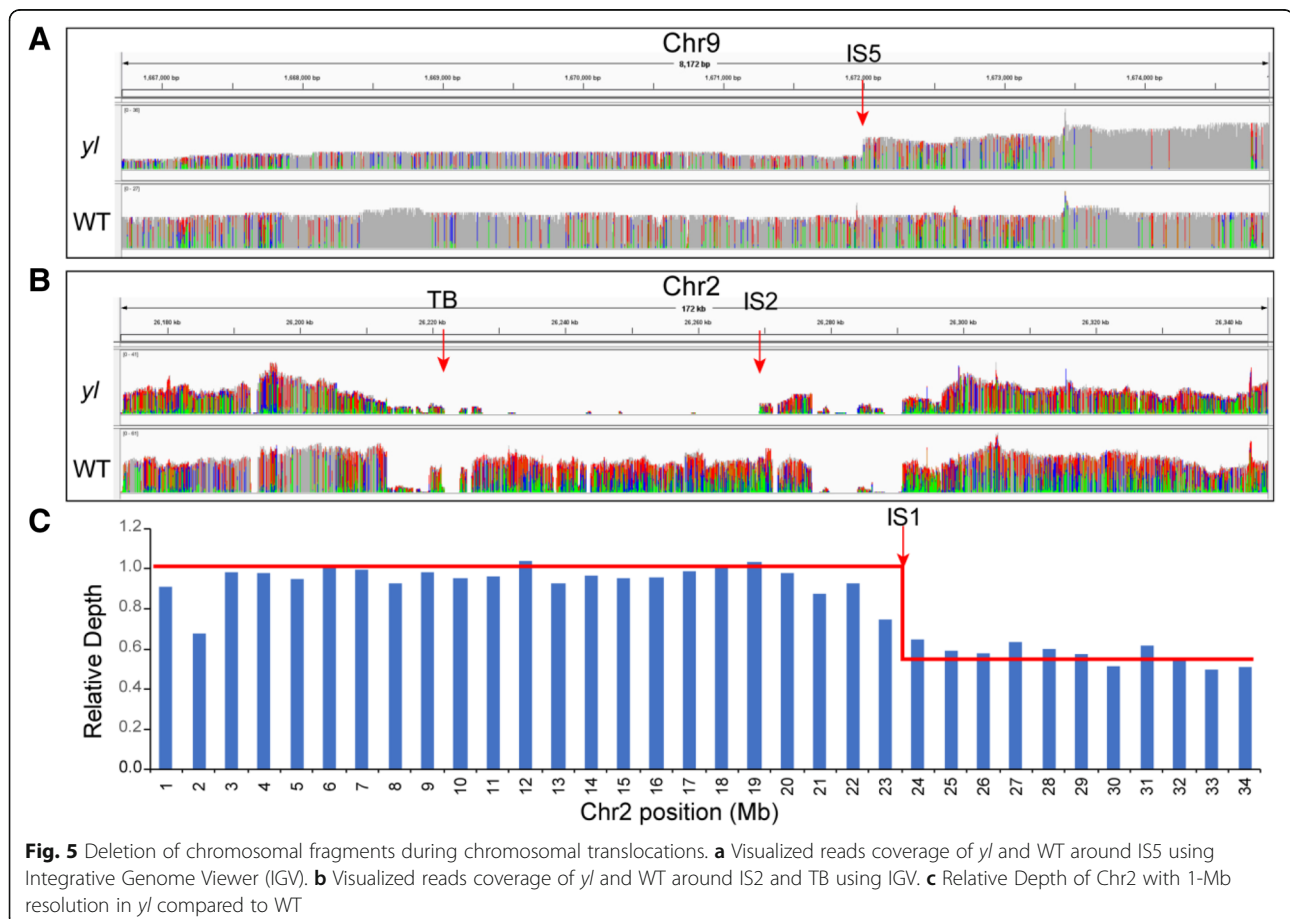 A
Chr9
IS5
8,172 bp
1,667,000 bp 1,668,000 bp 1,669,000 bp 1,670,000 bp 1,671,000 bp 1,672,000 bp 1,673,000 bp 1,674,000 bp
[0 - 36]
yl
[0 - 27]
WT
B
Chr2
TB IS2
172 kb
26,180 kb 26,200 kb 26,220 kb 26,240 kb 26,260 kb 26,280 kb 26,300 kb 26,320 kb 26,340 kb
[0 - 41]
yl
[0 - 61]
WT
C
IS1
1.2
1.0
0.8
0.6
0.4
0.2
0.0
Relative Depth
1 2 3 4 5 6 7 8 9 10 11 12 13 14 15 16 17 18 19 20 21 22 23 24 25 26 27 28 29 30 31 32 33 34
Chr2 position (Mb)
Fig. 5 Deletion of chromosomal fragments during chromosomal translocations. a Visualized reads coverage of yl and WT around IS5 using
Integrative Genome Viewer (IGV). b Visualized reads coverage of yl and WT around IS2 and TB using IGV. c Relative Depth of Chr2 with 1-Mb
resolution in yl compared to WT